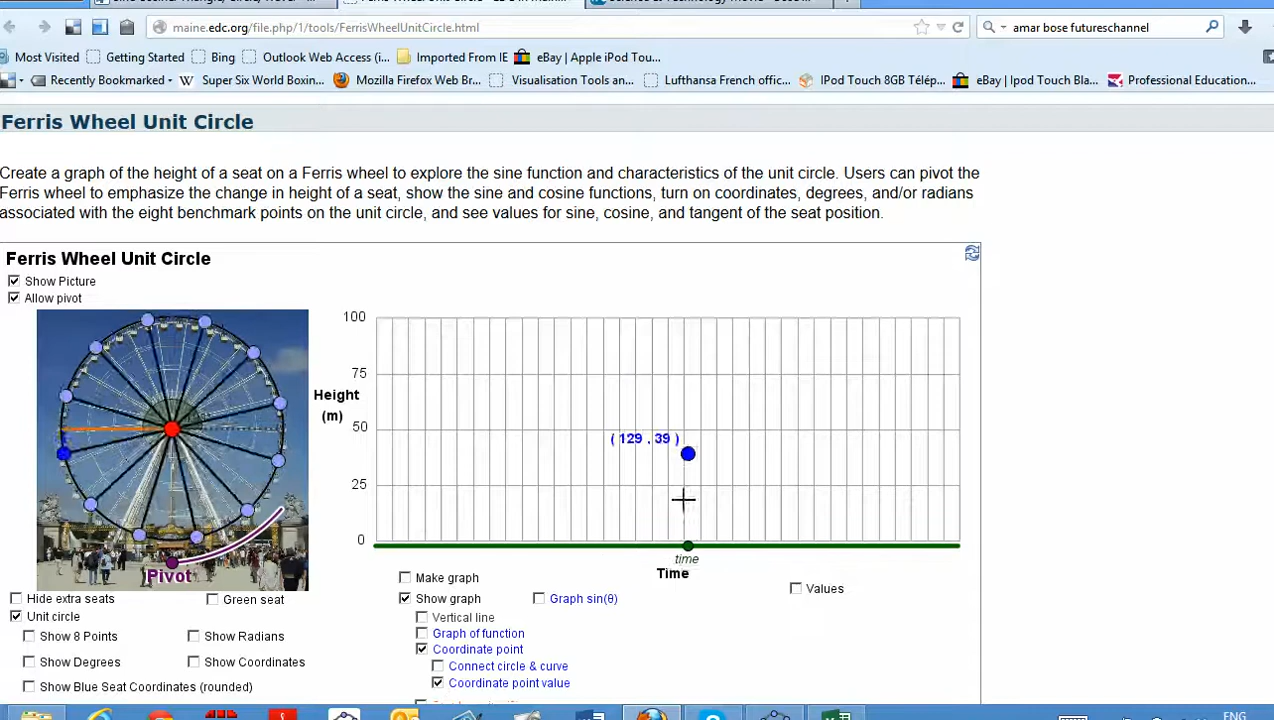 maine.edc.org/file.php/1/tools/FerrisWheelUnitCircle.html
amar bose futureschannel
Most Visited Getting Started Bing Outlook Web Access (i... Imported From IE eBay | Apple iPod Tou...
Recently Bookmarked Super Six World Boxin... Mozilla Firefox Web Br... Visualisation Tools an... Lufthansa French offic... IPod Touch 8GB Télép... eBay | Ipod Touch Bla... Professional Education...
Ferris Wheel Unit Circle
Create a graph of the height of a seat on a Ferris wheel to explore the sine function and characteristics of the unit circle. Users can pivot the
Ferris wheel to emphasize the change in height of a seat, show the sine and cosine functions, turn on coordinates, degrees, and/or radians
associated with the eight benchmark points on the unit circle, and see values for sine, cosine, and tangent of the seat position.
Ferris Wheel Unit Circle
Show Picture
Allow pivot
100
75
Height
(m)
50
( 129 , 39 )
25
0
time
Time
Pivot
Make graph
Values
Hide extra seats Green seat
Show graph Graph sin(θ)
Unit circle
Vertical line
Show 8 Points Show Radians
Graph of function
Coordinate point
Show Degrees Show Coordinates
Connect circle & curve
Show Blue Seat Coordinates (rounded)
Coordinate point value
ENG